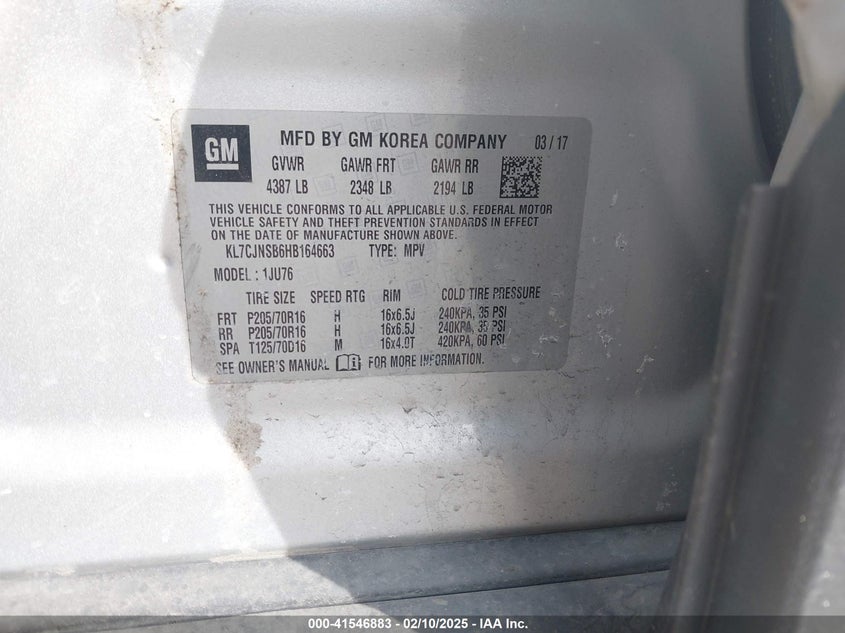 GM
MFD BY GM KOREA COMPANY 03/17
GVWR GAWR FRT GAWR RR
4387 LB 2348 LB 2194 LB
THIS VEHICLE CONFORMS TO ALL APPLICABLE U.S. FEDERAL MOTOR
VEHICLE SAFETY AND THEFT PREVENTION STANDARDS IN EFFECT
ON THE DATE OF MANUFACTURE SHOWN ABOVE.
KL7CJNSB6HB164663 TYPE: MPV
MODEL: 1JU76
TIRE SIZE SPEED RTG RIM COLD TIRE PRESSURE
FRT P205/70R16 H 16x6.5J 240KPA, 35 PSI
RR P205/70R16 H 16x6.5J 240KPA, 35 PSI
SPA T125/70D16 M 16x4.0T 420KPA, 60 PSI
SEE OWNER'S MANUAL FOR MORE INFORMATION.
000-41546883 - 02/10/2025 - IAA Inc.